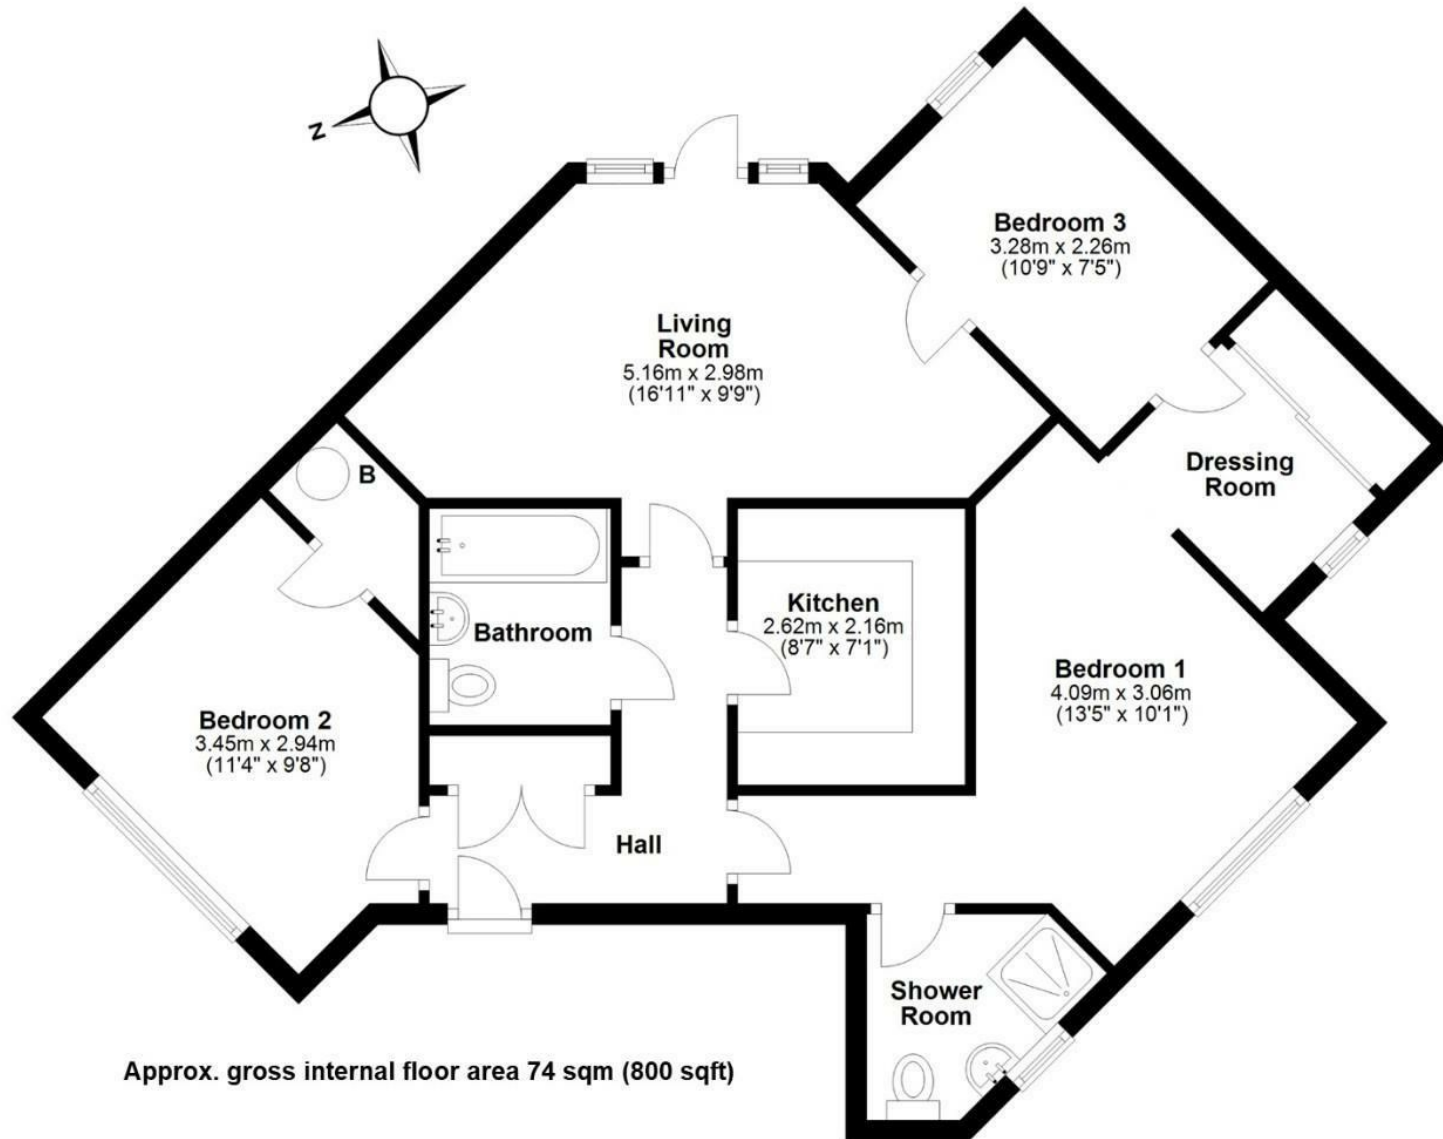 N
Bedroom 3
3.28m x 2.26m
(10'9" x 7'5")
Living
Room
5.16m x 2.98m
(16'11" x 9'9")
Dressing
Room
B
Kitchen
2.62m x 2.16m
(8'7" x 7'1")
Bathroom
Bedroom 1
4.09m x 3.06m
(13'5" x 10'1")
Bedroom 2
3.45m x 2.94m
(11'4" x 9'8")
Hall
Shower
Room
Approx. gross internal floor area 74 sqm (800 sqft)